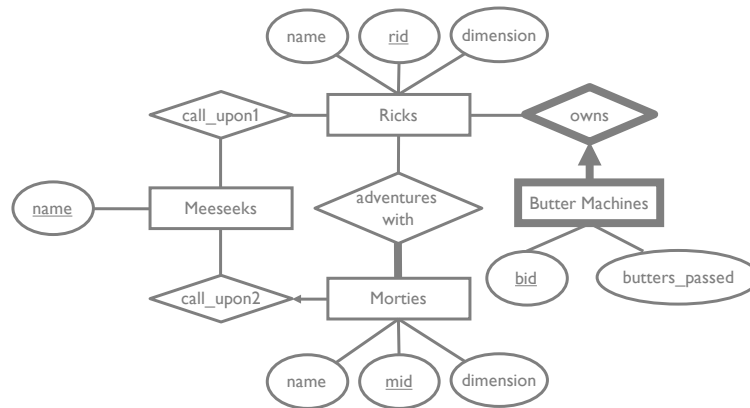 name
rid
dimension
call_upon1
Ricks
owns
name
Meeseeks
adventures
with
Butter Machines
call_upon2
Morties
bid
butters_passed
name
mid
dimension